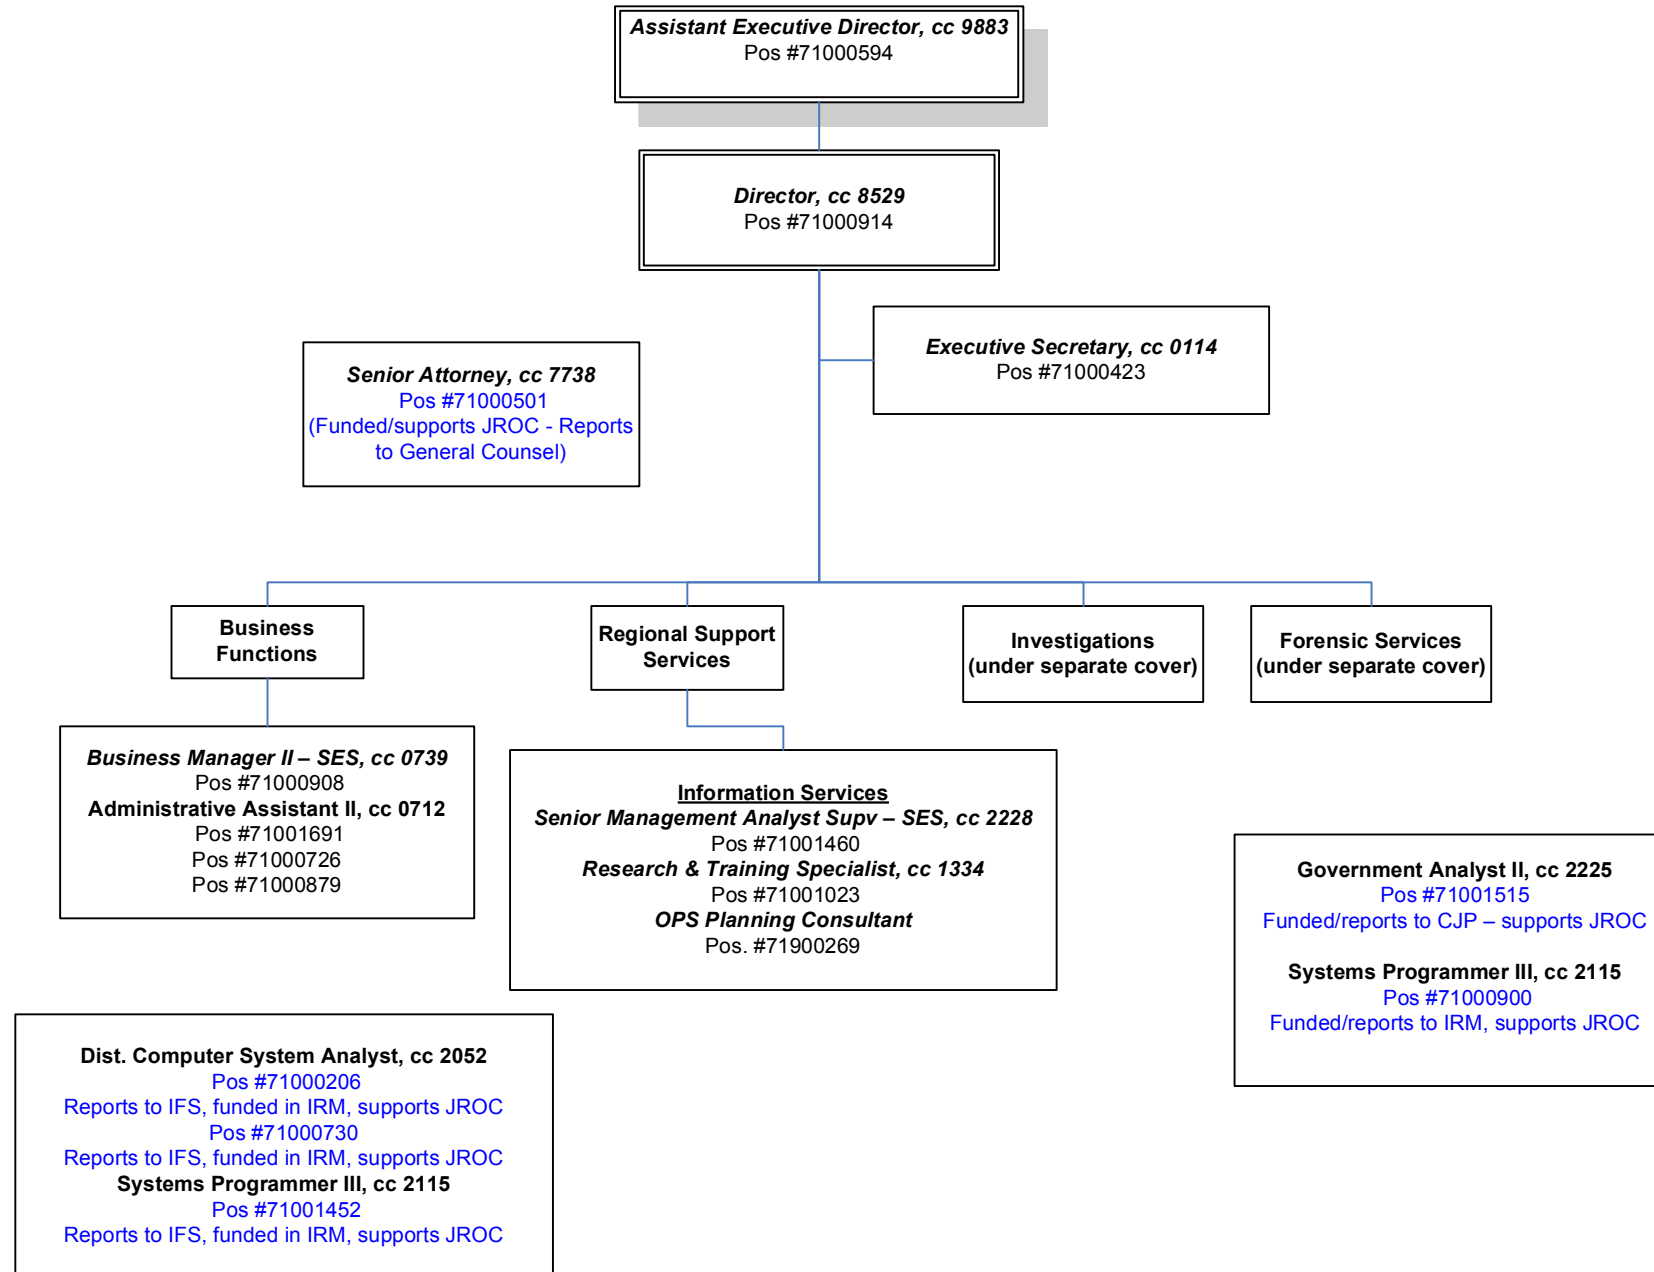 Assistant Executive Director, cc 9883
Pos #71000594
Director, cc 8529
Pos #71000914
Executive Secretary, cc 0114
Pos #71000423
Senior Attorney, cc 7738
Pos #71000501
(Funded/supports JROC - Reports
to General Counsel)
Business
Functions
Regional Support
Services
Investigations
(under separate cover)
Forensic Services
(under separate cover)
Business Manager II – SES, cc 0739
Pos #71000908
Administrative Assistant II, cc 0712
Pos #71001691
Pos #71000726
Pos #71000879
Information Services
Senior Management Analyst Supv – SES, cc 2228
Pos #71001460
Research & Training Specialist, cc 1334
Pos #71001023
OPS Planning Consultant
Pos. #71900269
Government Analyst II, cc 2225
Pos #71001515
Funded/reports to CJP – supports JROC
Systems Programmer III, cc 2115
Pos #71000900
Funded/reports to IRM, supports JROC
Dist. Computer System Analyst, cc 2052
Pos #71000206
Reports to IFS, funded in IRM, supports JROC
Pos #71000730
Reports to IFS, funded in IRM, supports JROC
Systems Programmer III, cc 2115
Pos #71001452
Reports to IFS, funded in IRM, supports JROC